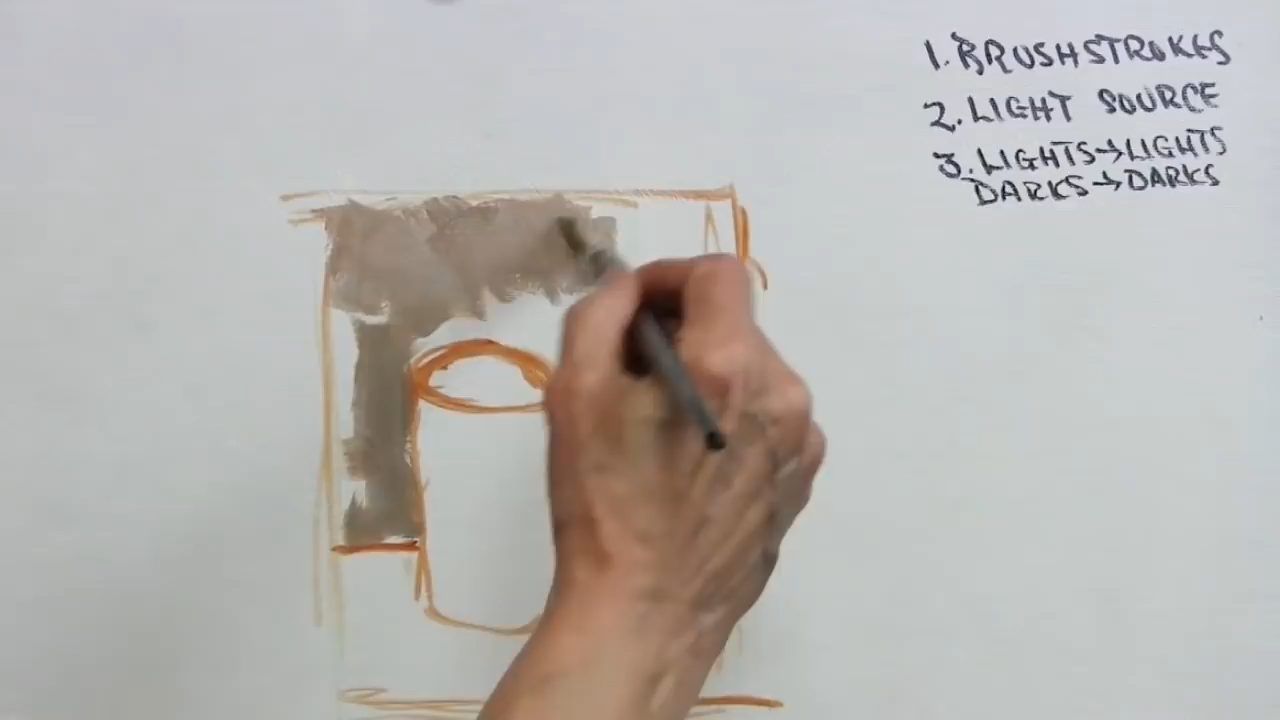 1. BRUSHSTROKES
2. LIGHT SOURCE
3. LIGHTS→LIGHTS
DARKS→DARKS